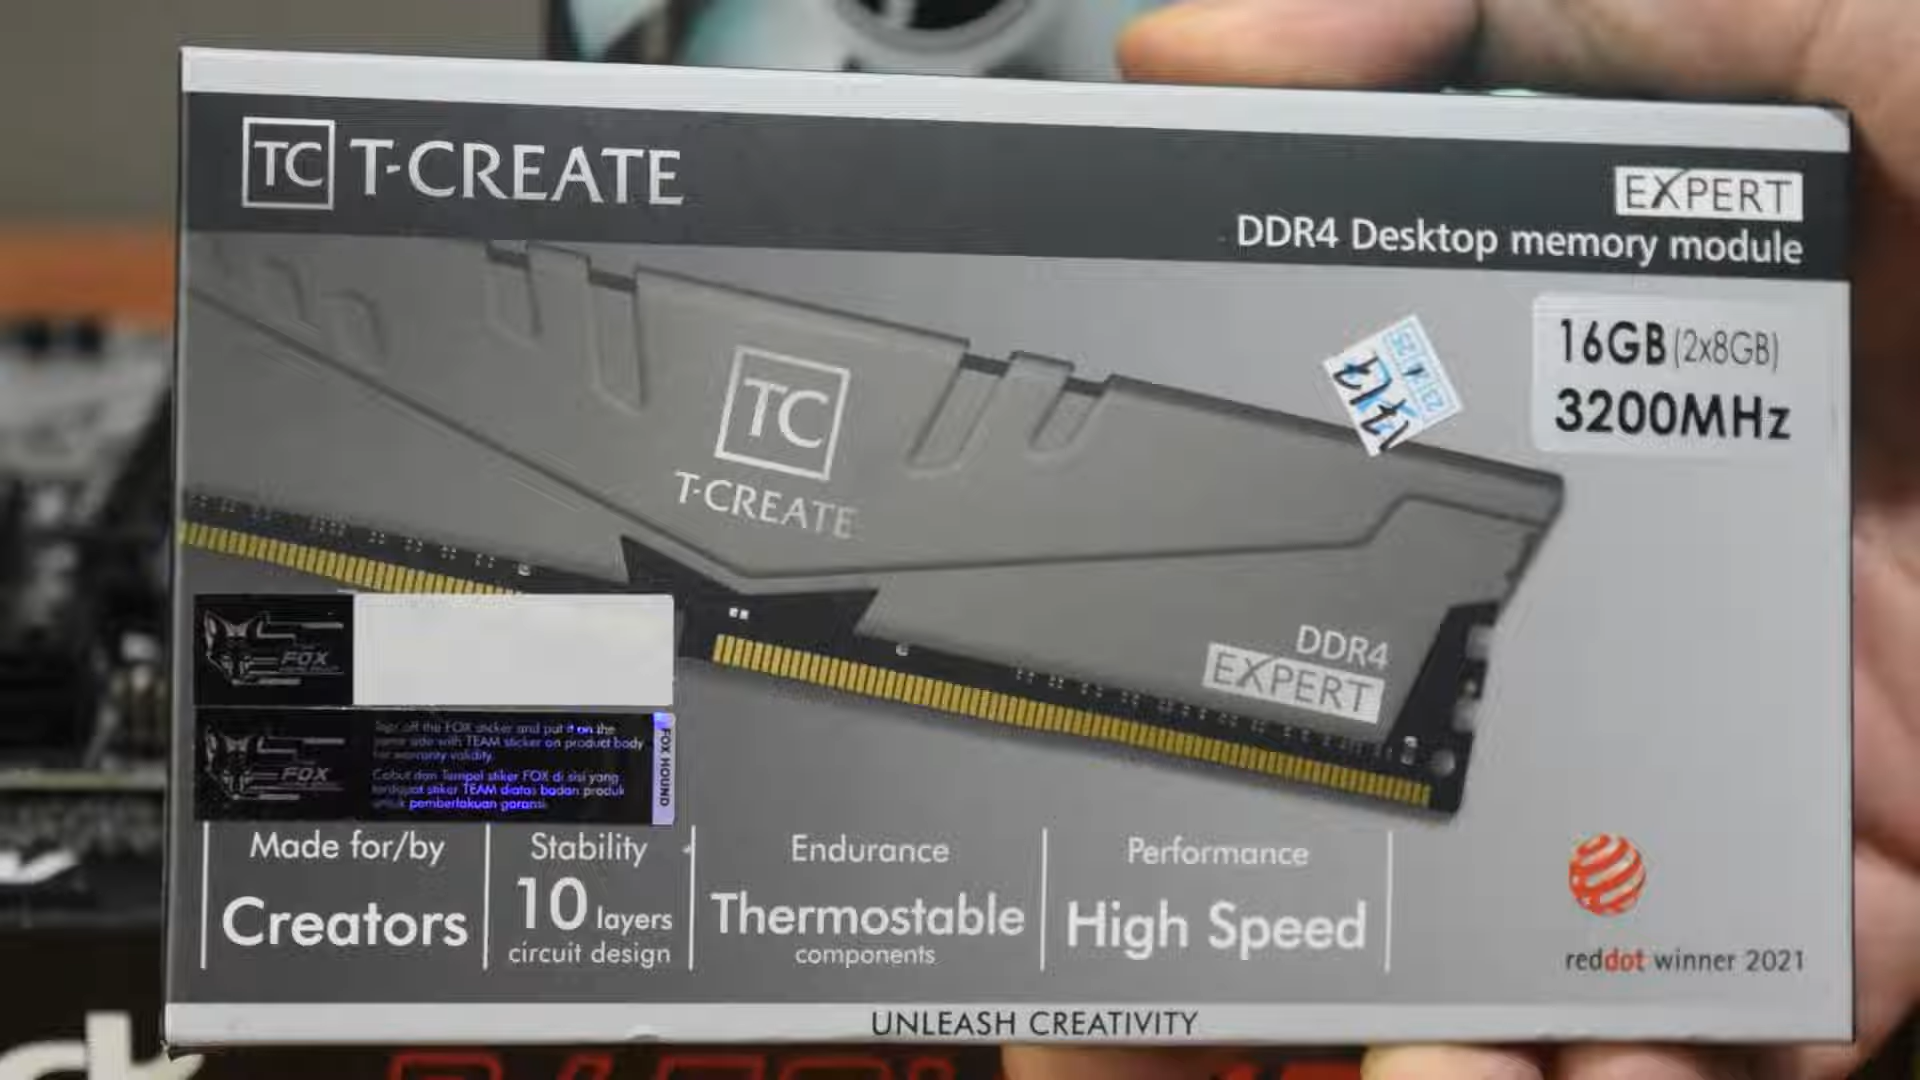 TC T-CREATE
EXPERT
DDR4 Desktop memory module
16GB (2x8GB)
3200MHz
TC
T-CREATE
DDR4
EXPERT
FOX
FOX
Tear off the FOX sticker and put it on the
same side with TEAM sticker on product body
for warranty validity.
Cabut dan Tempel stiker FOX di sisi yang
terdapat stiker TEAM diatas badan produk
untuk pemberlakuan garansi.
FOX HOUND
Made for/by
Creators
Stability
10 layers
circuit design
Endurance
Thermostable
components
Performance
High Speed
reddot winner 2021
UNLEASH CREATIVITY